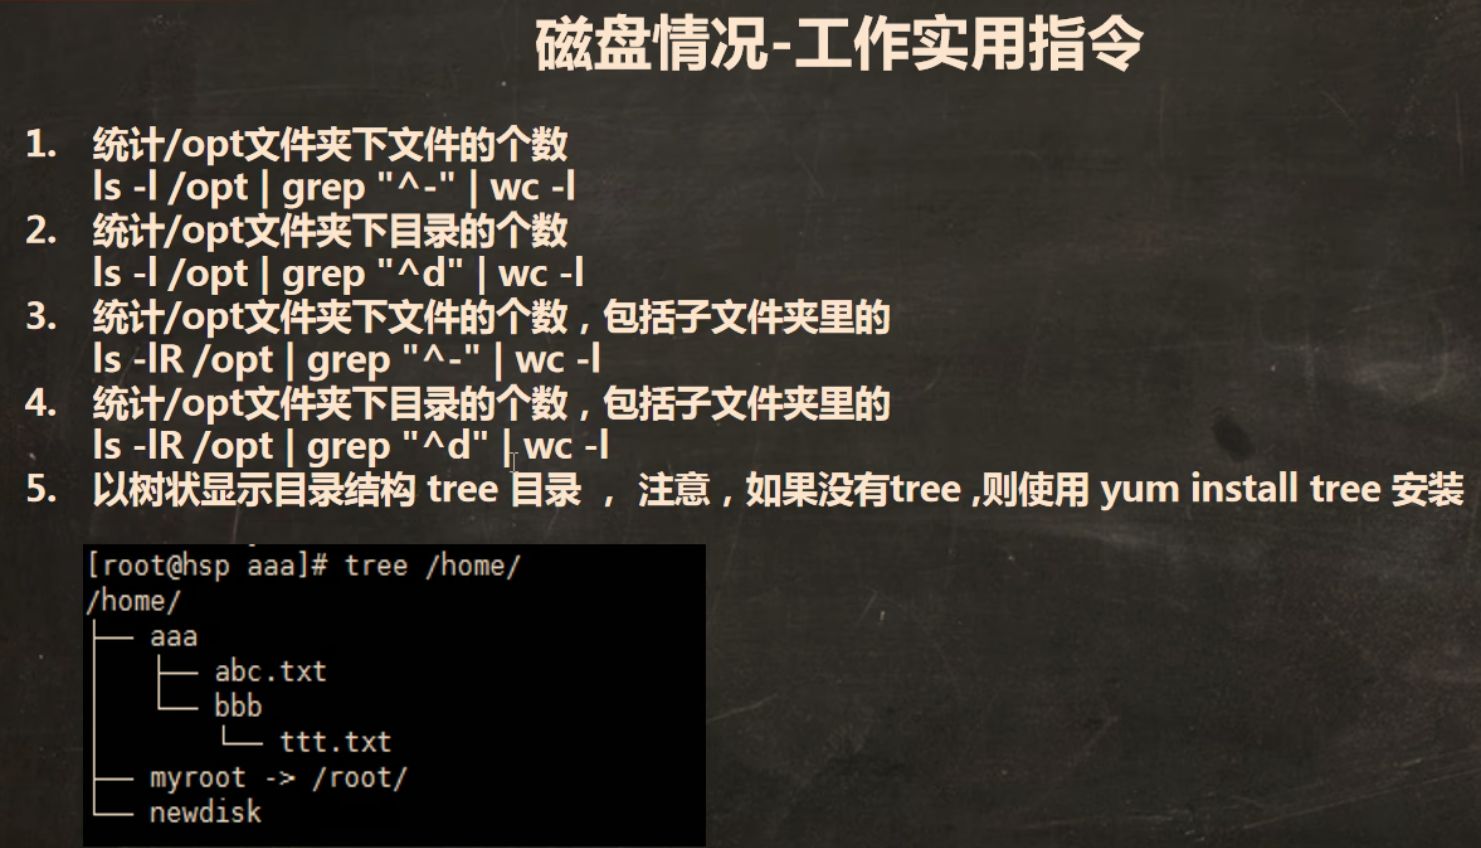 磁盘情况-工作实用指令
1. 统计/opt文件夹下文件的个数
ls -l /opt | grep "^-" | wc -l
2. 统计/opt文件夹下目录的个数
ls -l /opt | grep "^d" | wc -l
3. 统计/opt文件夹下文件的个数，包括子文件夹里的
ls -lR /opt | grep "^-" | wc -l
4. 统计/opt文件夹下目录的个数，包括子文件夹里的
ls -lR /opt | grep "^d" | wc -l
5. 以树状显示目录结构 tree 目录 ， 注意，如果没有tree ,则使用 yum install tree 安装
[root@hsp aaa]# tree /home/
/home/
├── aaa
│   ├── abc.txt
│   └── bbb
│       └── ttt.txt
├── myroot -> /root/
└── newdisk